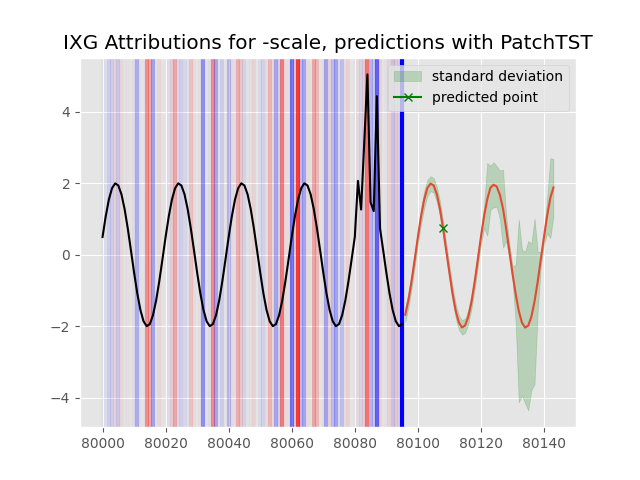 IXG Attributions for -scale, predictions with PatchTST
standard deviation
predicted point
4
2
0
−2
−4
80000 80020 80040 80060 80080 80100 80120 80140